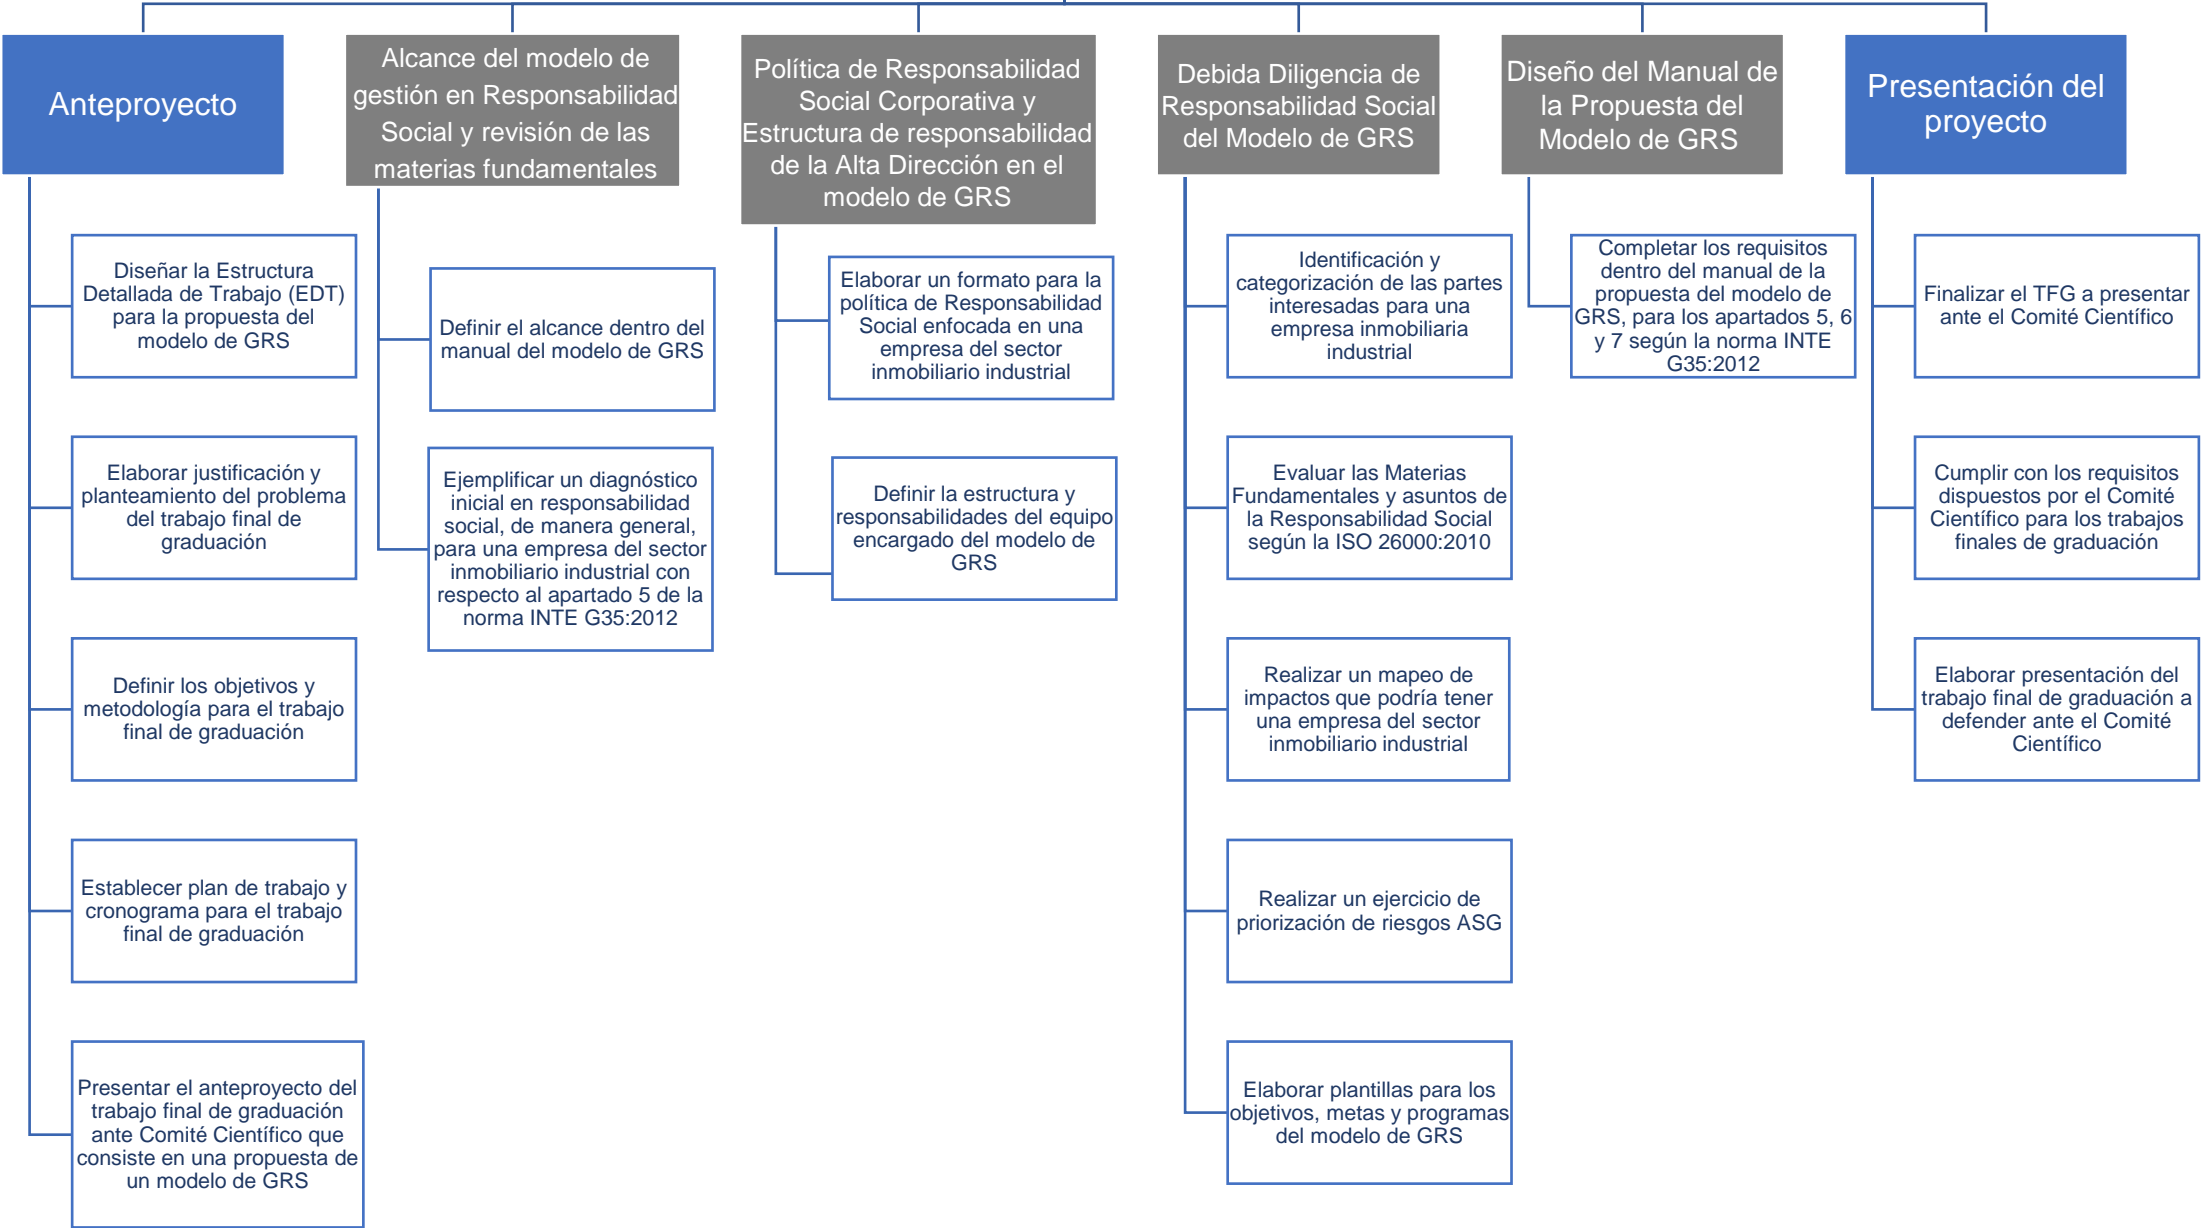 Anteproyecto
Diseñar la Estructura
Detallada de Trabajo (EDT)
para la propuesta del
modelo de GRS
Elaborar justificación y
planteamiento del problema
del trabajo final de
graduación
Definir los objetivos y
metodología para el trabajo
final de graduación
Establecer plan de trabajo y
cronograma para el trabajo
final de graduación
Presentar el anteproyecto del
trabajo final de graduación
ante Comité Científico que
consiste en una propuesta de
un modelo de GRS
Alcance del modelo de
gestión en Responsabilidad
Social y revisión de las
materias fundamentales
Definir el alcance dentro del
manual del modelo de GRS
Ejemplificar un diagnóstico
inicial en responsabilidad
social, de manera general,
para una empresa del sector
inmobiliario industrial con
respecto al apartado 5 de la
norma INTE G35:2012
Política de Responsabilidad
Social Corporativa y
Estructura de responsabilidad
de la Alta Dirección en el
modelo de GRS
Elaborar un formato para la
política de Responsabilidad
Social enfocada en una
empresa del sector
inmobiliario industrial
Definir la estructura y
responsabilidades del equipo
encargado del modelo de
GRS
Debida Diligencia de
Responsabilidad Social
del Modelo de GRS
Identificación y
categorización de las partes
interesadas para una
empresa inmobiliaria
industrial
Evaluar las Materias
Fundamentales y asuntos de
la Responsabilidad Social
según la ISO 26000:2010
Realizar un mapeo de
impactos que podría tener
una empresa del sector
inmobiliario industrial
Realizar un ejercicio de
priorización de riesgos ASG
Elaborar plantillas para los
objetivos, metas y programas
del modelo de GRS
Diseño del Manual de
la Propuesta del
Modelo de GRS
Completar los requisitos
dentro del manual de la
propuesta del modelo de
GRS, para los apartados 5, 6
y 7 según la norma INTE
G35:2012
Presentación del
proyecto
Finalizar el TFG a presentar
ante el Comité Científico
Cumplir con los requisitos
dispuestos por el Comité
Científico para los trabajos
finales de graduación
Elaborar presentación del
trabajo final de graduación a
defender ante el Comité
Científico